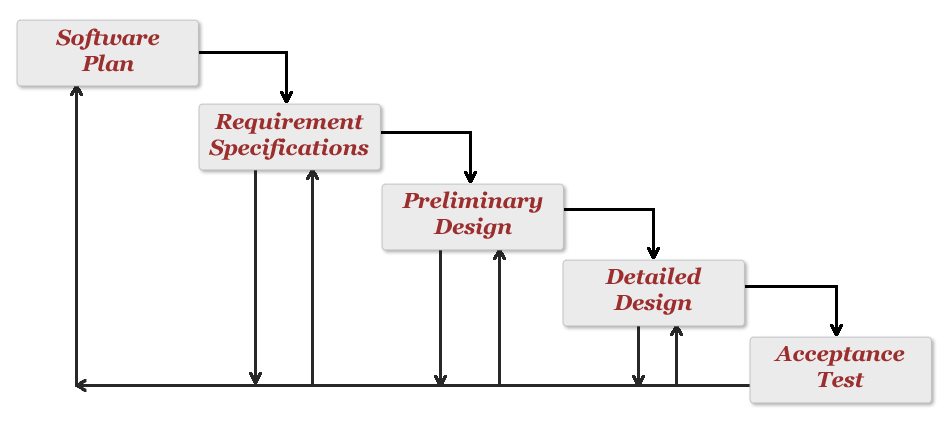 Software
Plan
Requirement
Specifications
Preliminary
Design
Detailed
Design
Acceptance
Test